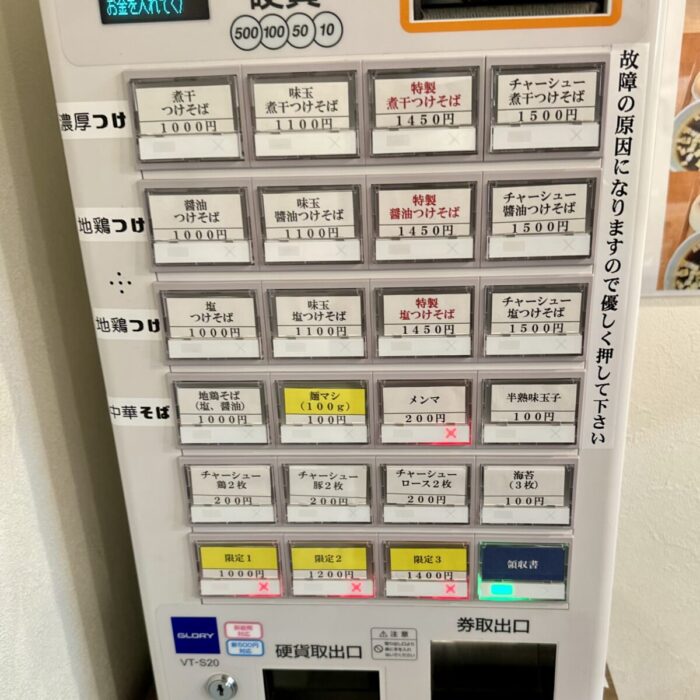 お金を入れてく
硬貨
500 100 50 10
故障の原因になりますので優しく押して下さい
濃厚つけ
煮干
つけそば
1000円
味玉
煮干つけそば
1100円
特製
煮干つけそば
1450円
チャーシュー
煮干つけそば
1500円
地鶏つけ
醤油
つけそば
1000円
味玉
醤油つけそば
1100円
特製
醤油つけそば
1450円
チャーシュー
醤油つけそば
1500円
地鶏つけ
塩
つけそば
1000円
味玉
塩つけそば
1100円
特製
塩つけそば
1450円
チャーシュー
塩つけそば
1500円
中華そば
地鶏そば
(塩、醤油)
1000円
麺マシ
(100g)
100円
メンマ
200円
半熟味玉子
100円
チャーシュー
鶏2枚
200円
チャーシュー
豚2枚
200円
チャーシュー
ロース2枚
200円
海苔
(3枚)
100円
限定1
1000円
限定2
1200円
限定3
1400円
領収書
GLORY
VT-S20
新紙幣
対応
新500円
対応
硬貨取出口
注意
券取出口